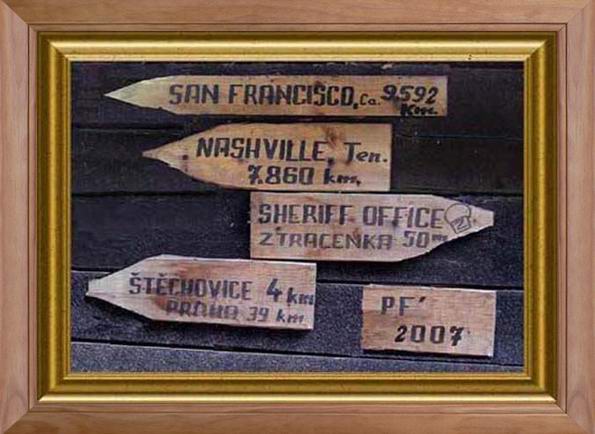 SAN FRANCISCO, Ca. 9.592
Km.
NASHVILLE, Ten.
7.860 km.
SHERIFF OFFICE
Z'TRACENKA 50m
ŠTĚCHOVICE 4 km
PRAHA 39 km
PF'
2007